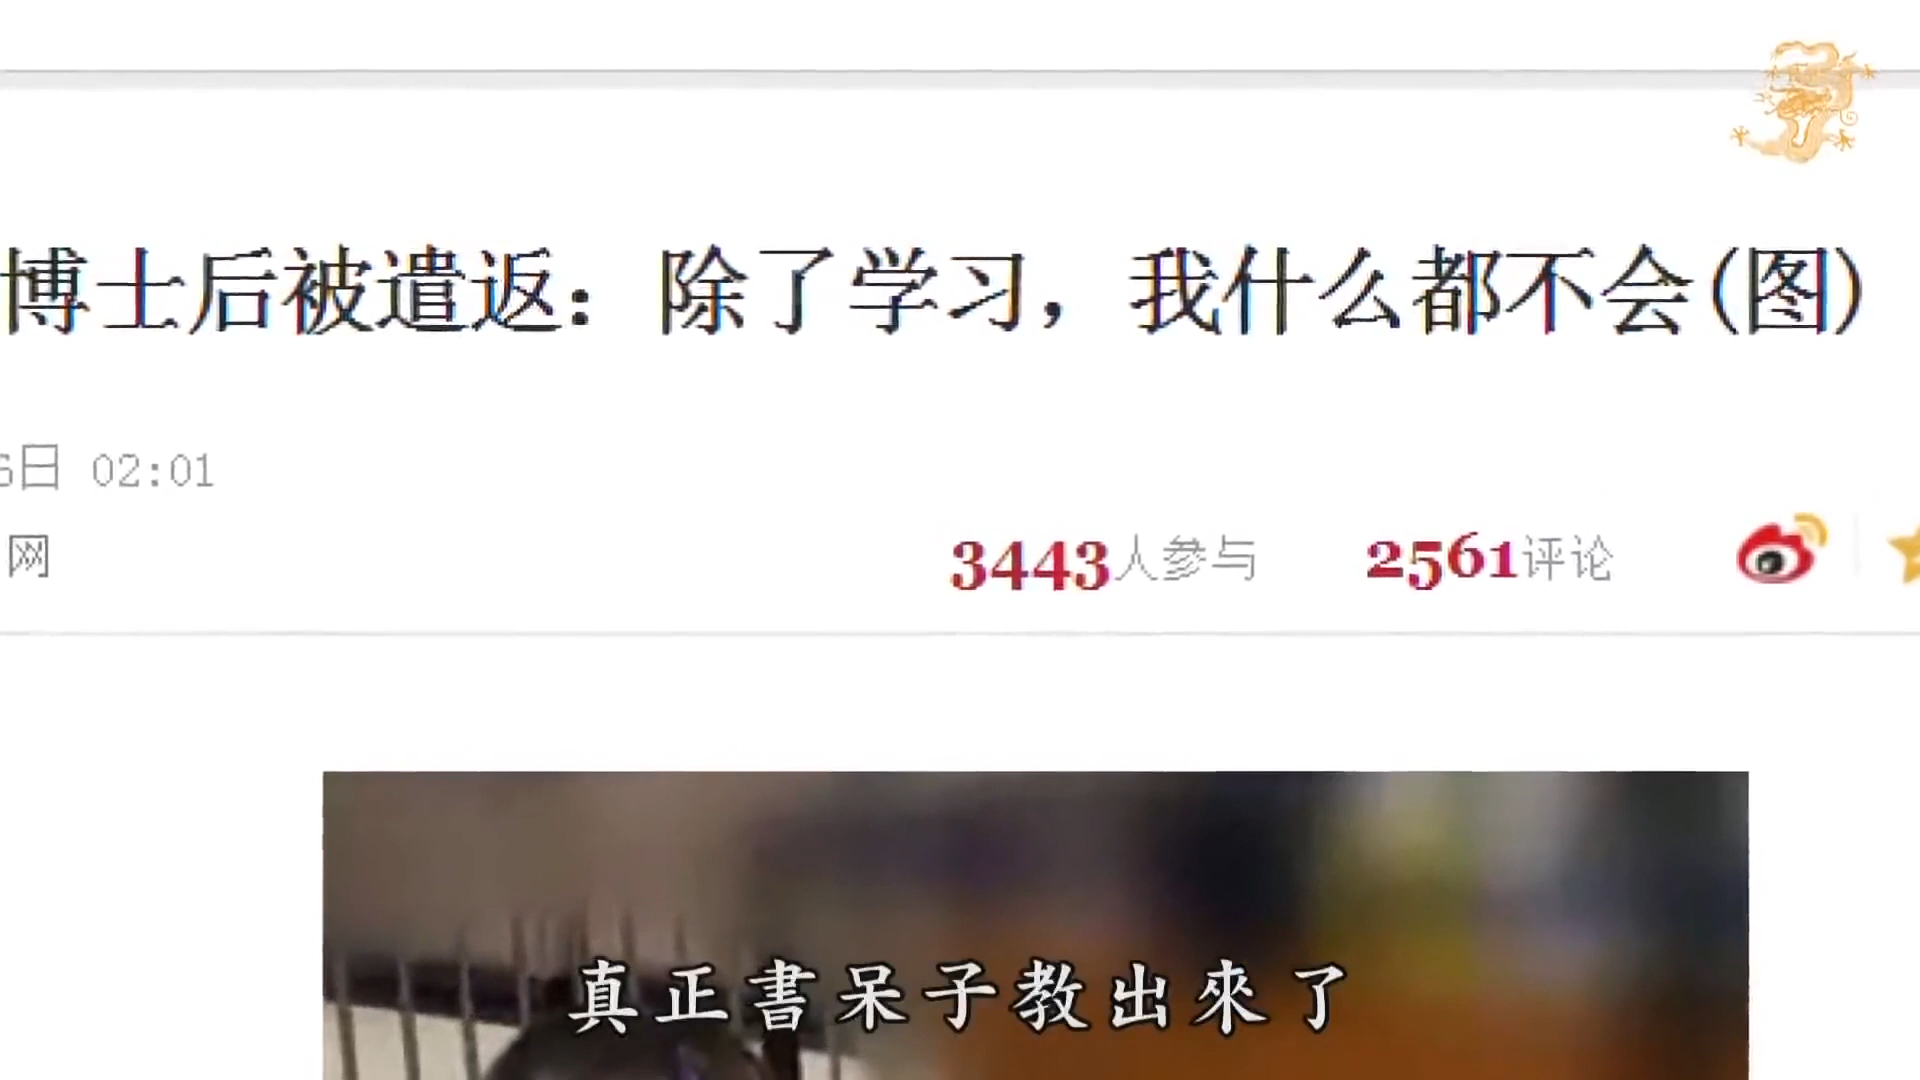 博士后被遣返：除了学习，我什么都不会(图)
6日 02:01
网
3443人参与 2561评论
真正書呆子教出來了